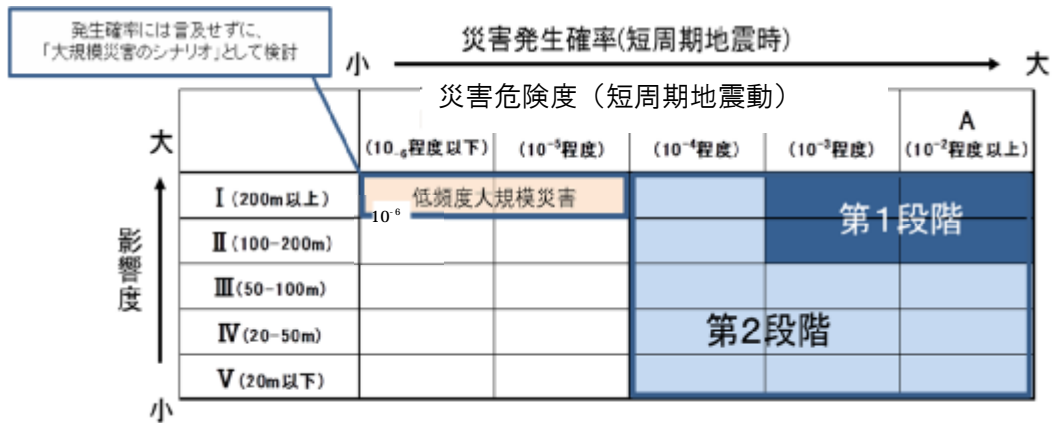 発生確率には言及せずに、
「大規模災害のシナリオ」として検討
災害発生確率(短周期地震時)
小
大
災害危険度（短周期地震動）
大
影響度
小
A
(10-6程度以下)
(10⁻⁵程度)
(10⁻⁴程度)
(10⁻³程度)
(10⁻²程度以上)
Ⅰ(200m以上)
低頻度大規模災害
10⁻⁶
第1段階
Ⅱ(100-200m)
Ⅲ(50-100m)
Ⅳ(20-50m)
第2段階
Ⅴ(20m以下)